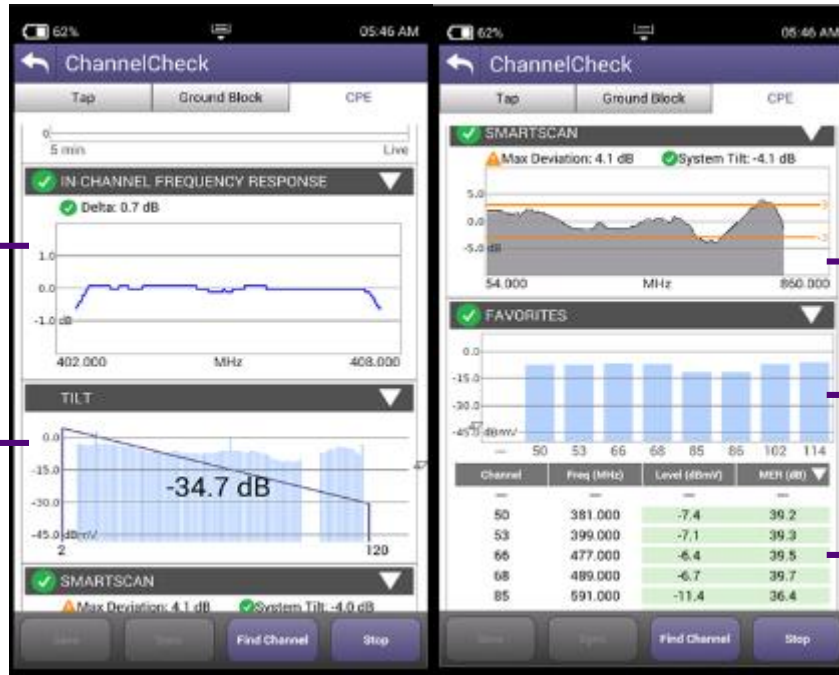 62% 05:46 AM
ChannelCheck
Tap Ground Block CPE
0
5 min Live
IN-CHANNEL FREQUENCY RESPONSE
Delta: 0.7 dB
1.0
0.0
-1.0 dB
402.000 MHz 408.000
TILT
0.0
-15.0
-34.7 dB
-30.0
-45.0 dBmV
2 120
SMARTSCAN
Max Deviation: 4.1 dB System Tilt: -4.0 dB
Find Channel Stop
62% 05:46 AM
ChannelCheck
Tap Ground Block CPE
SMARTSCAN
Max Deviation: 4.1 dB System Tilt: -4.1 dB
5.0
3
0.0
-3
-5.0 dB
54.000 MHz 860.000
FAVORITES
0.0
-15.0
-30.0
-45.0 dBmV
-- 50 53 66 68 85 86 102 114
Channel Freq (MHz) Level (dBmV) MER (dB)
-- -- -- --
50 381.000 -7.4 39.2
53 399.000 -7.1 39.3
66 477.000 -6.4 39.5
68 489.000 -6.7 39.7
85 591.000 -11.4 36.4
Find Channel Stop